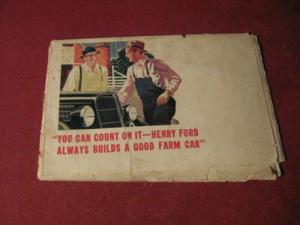 "YOU CAN COUNT ON IT—HENRY FORD
ALWAYS BUILDS A GOOD FARM CAR"